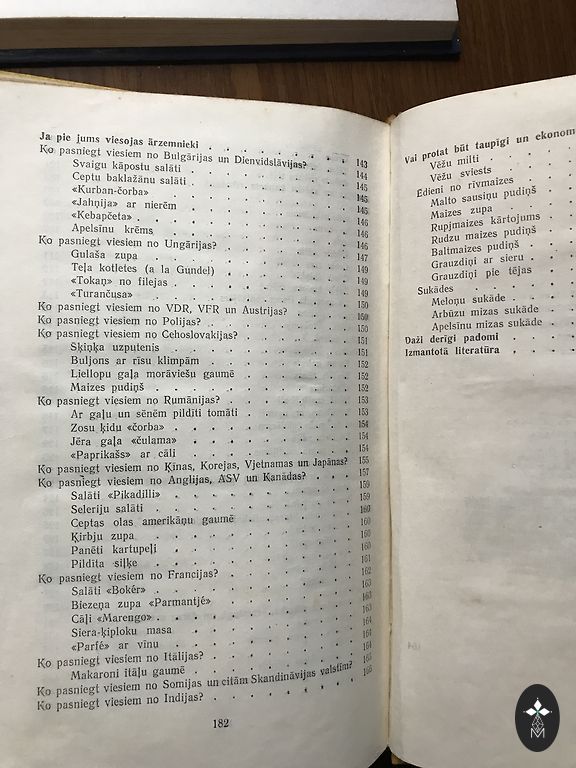 Ja pie jums viesojas ārzemnieki . . . . . . . . 143
Ko pasniegt viesiem no Bulgārijas un Dienvidslāvijas? . . 144
Svaigu kāpostu salāti . . . . . . . . 145
Ceptu baklažānu salāti . . . . . . . . 145
«Kurban-čorba» . . . . . . . . 145
«Jahnija» ar nierēm . . . . . . . . 146
«Kebapčeta» . . . . . . . . 146
Apelsīnu krēms . . . . . . . . 146
Ko pasniegt viesiem no Ungārijas? . . . . . . . . 147
Gulaša zupa . . . . . . . . 149
Teļa kotletes (a la Gundel) . . . . . . . . 149
«Tokaņ» no filejas . . . . . . . . 149
«Turančusa» . . . . . . . .
Ko pasniegt viesiem no VDR, VFR un Austrijas? . . . . 150
Ko pasniegt viesiem no Polijas? . . . . . . . . 150
Ko pasniegt viesiem no Čehoslovakijas? . . . . . . . . 151
Šķiņķa uzputenis . . . . . . . . 151
Buljons ar rīsu klimpām . . . . . . . . 151
Liellopu gaļa morāviešu gaumē . . . . . . . . 152
Maizes pudiņš . . . . . . . . 152
Ko pasniegt viesiem no Rumānijas? . . . . . . . . 153
Ar gaļu un sēnēm pildīti tomāti . . . . . . . . 153
Zosu ķidu «čorba» . . . . . . . . 154
Jēra gaļa «čulama» . . . . . . . . 154
«Paprikašs» ar cāli . . . . . . . . 154
Ko pasniegt viesiem no Ķīnas, Korejas, Vjetnamas un Japānas? 155
Ko pasniegt viesiem no Anglijas, ASV un Kanādas? . . . . 157
Salāti «Pikadilli» . . . . . . . . 159
Seleriju salāti . . . . . . . . 159
Ceptas olas amerikāņu gaumē . . . . . . . . 160
Ķirbju zupa . . . . . . . . 160
Panēti kartupeļi . . . . . . . . 160
Pildīta siļķe . . . . . . . . 160
Ko pasniegt viesiem no Francijas? . . . . . . . . 161
Salāti «Bokēr» . . . . . . . . 162
Biezeņa zupa «Parmantjē» . . . . . . . . 163
Cāļi «Marengo» . . . . . . . . 163
Siera-ķiploku masa . . . . . . . . 163
«Parfē» ar vīnu . . . . . . . . 164
Ko pasniegt viesiem no Itālijas? . . . . . . . . 164
Makaroni itāļu gaumē . . . . . . . . 164
Ko pasniegt viesiem no Somijas un citām Skandināvijas valstīm? 165
Ko pasniegt viesiem no Indijas? . . . . . . . . 166
182
Vai protat būt taupīgi un ekonom
Vēžu milti
Vēžu sviests
Ēdieni no rīvmaizes
Malto sausiņu pudiņš
Maizes zupa
Rupjmaizes kārtojums
Rudzu maizes pudiņš
Baltmaizes pudiņš
Grauzdiņi ar sieru
Grauzdiņi pie tējas
Sukādes
Meloņu sukāde
Arbūzu mizas sukāde
Apelsīnu mizas sukāde
Daži derīgi padomi
Izmantotā literatūra